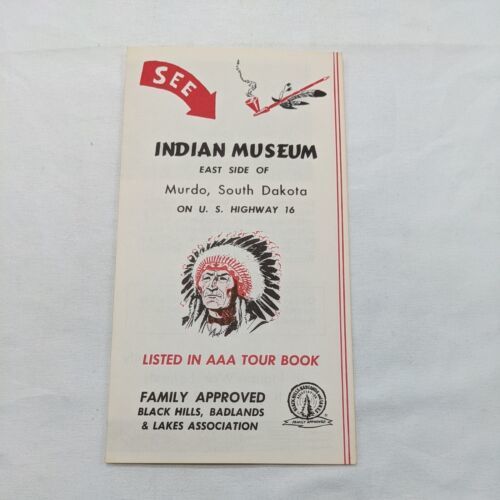 SEE
INDIAN MUSEUM
EAST SIDE OF
Murdo, South Dakota
ON U. S. HIGHWAY 16
LISTED IN AAA TOUR BOOK
FAMILY APPROVED
BLACK HILLS, BADLANDS
& LAKES ASSOCIATION
FAMILY APPROVED